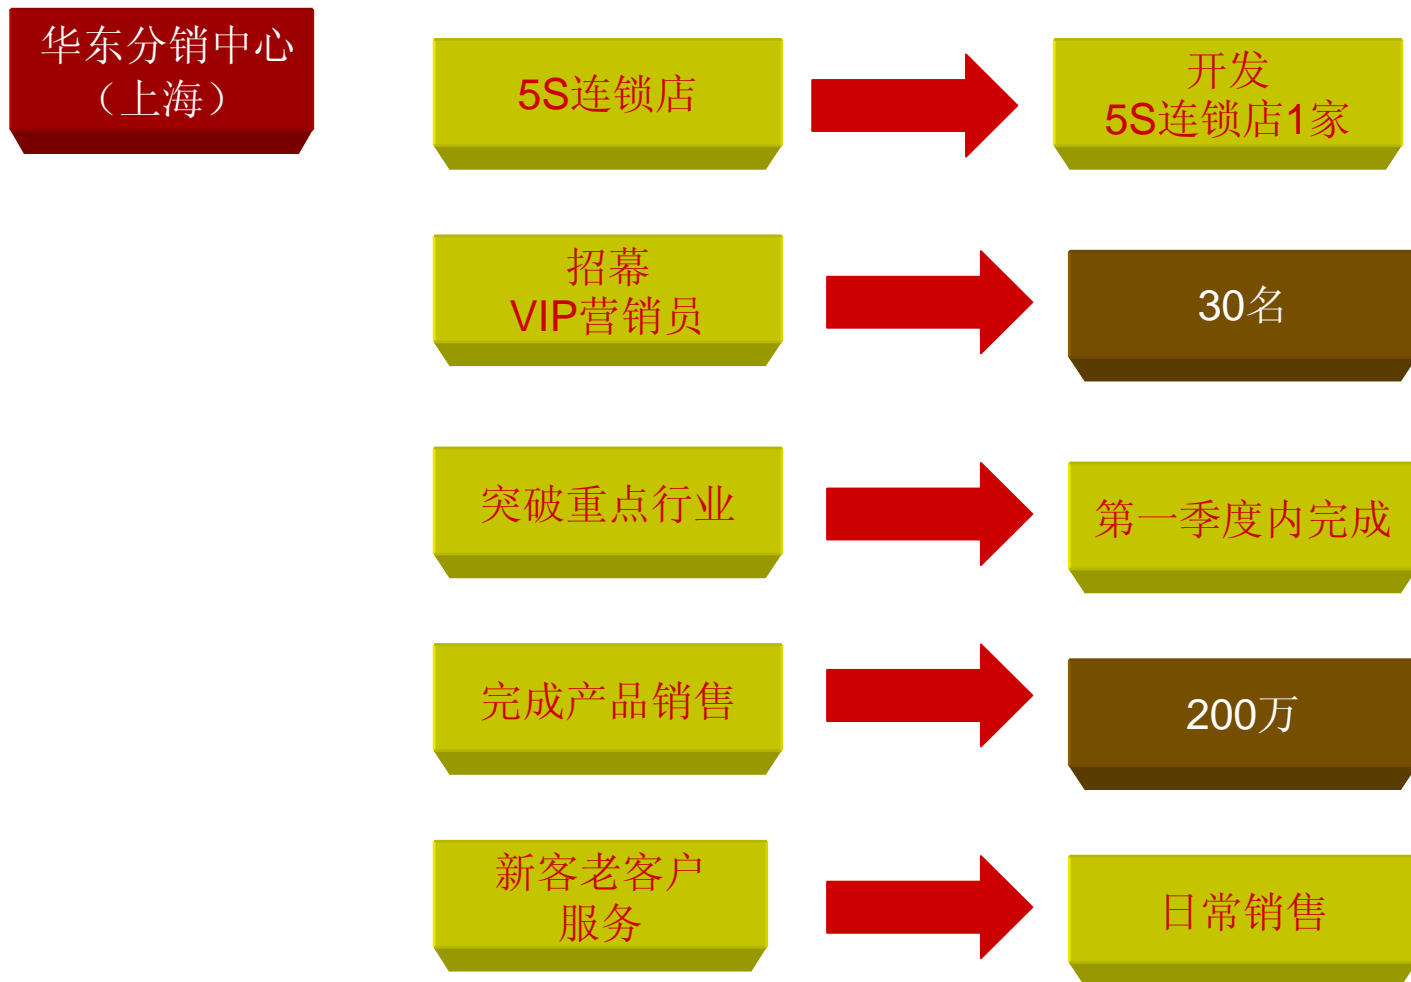 华东分销中心
（上海）
5S连锁店
开发
5S连锁店1家
招幕
VIP营销员
30名
突破重点行业
第一季度内完成
完成产品销售
200万
新客老客户
服务
日常销售